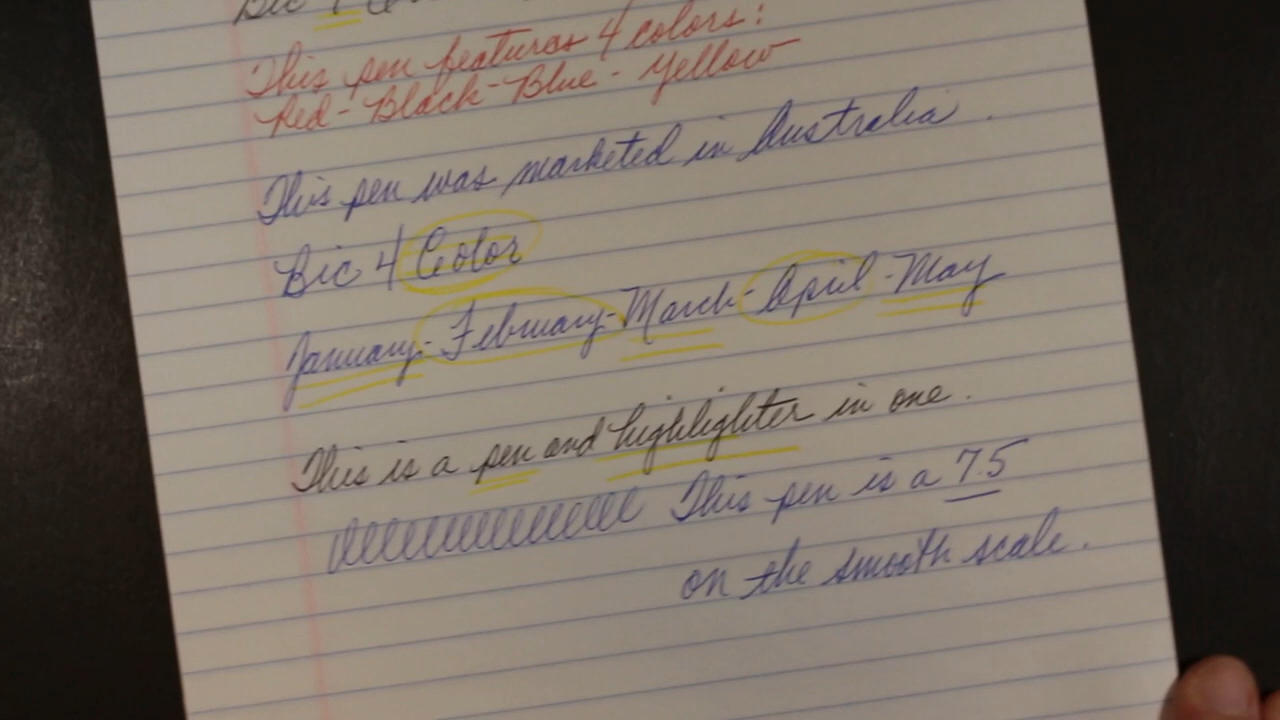 Bic 4
This pen features 4 colors:
Red-Black-Blue-Yellow
This pen was marketed in Australia.
Bic 4 Color
January-February-March-April-May
This is a pen and highlighter in one.
This pen is a 7.5
on the smooth scale.